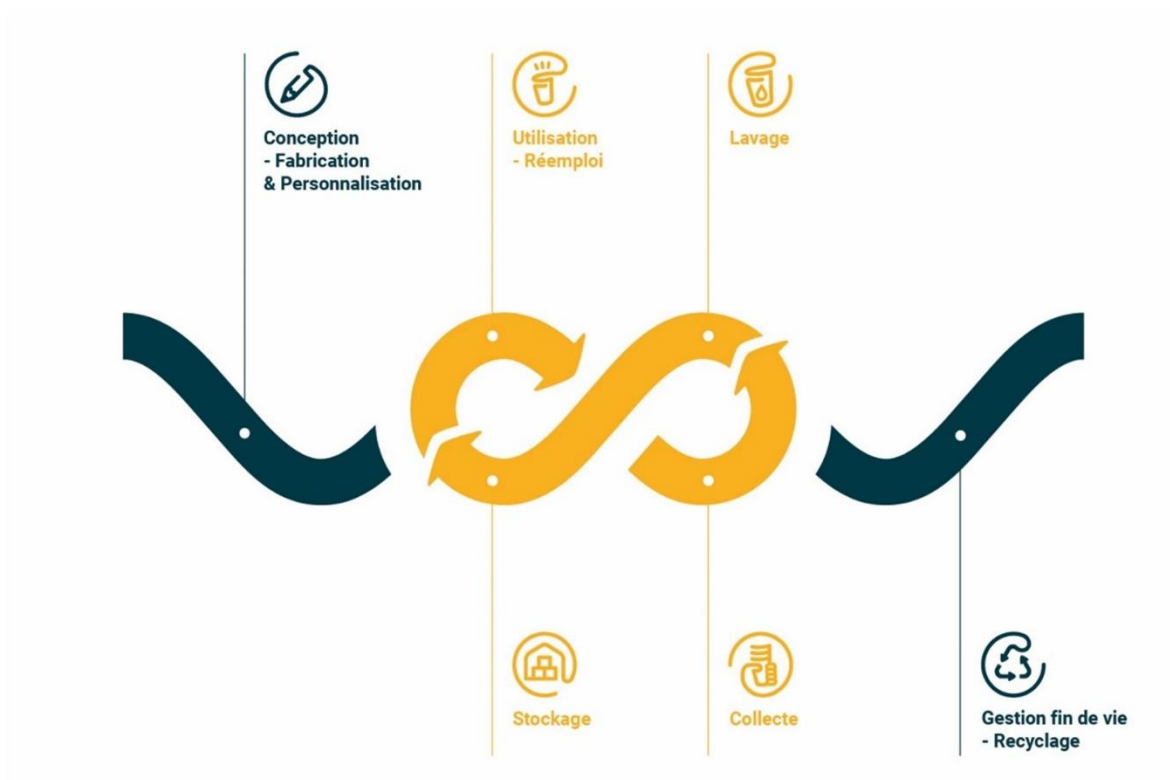 Conception
- Fabrication
& Personnalisation
Utilisation
- Réemploi
Lavage
Stockage
Collecte
Gestion fin de vie
- Recyclage